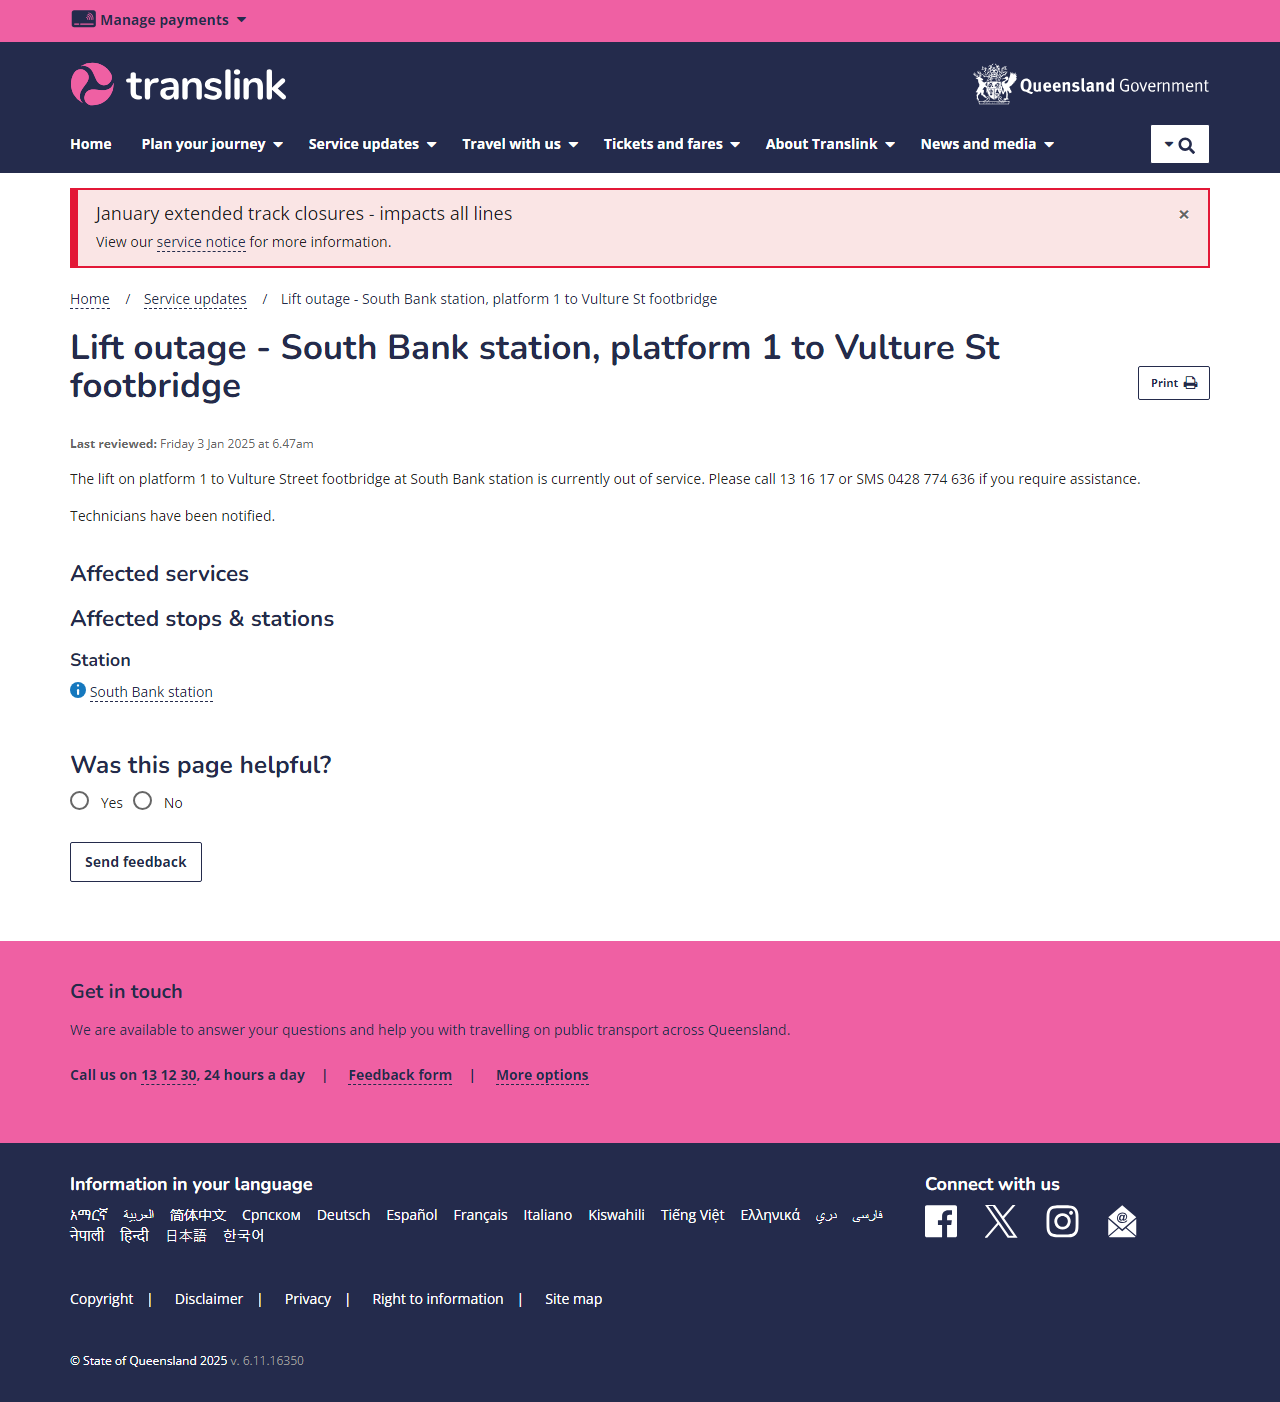 Manage payments
translink
Queensland Government
Home Plan your journey Service updates Travel with us Tickets and fares About Translink News and media
January extended track closures - impacts all lines
×
View our service notice for more information.
Home / Service updates / Lift outage - South Bank station, platform 1 to Vulture St footbridge
Lift outage - South Bank station, platform 1 to Vulture St
footbridge
Print
Last reviewed: Friday 3 Jan 2025 at 6.47am
The lift on platform 1 to Vulture Street footbridge at South Bank station is currently out of service. Please call 13 16 17 or SMS 0428 774 636 if you require assistance.
Technicians have been notified.
Affected services
Affected stops & stations
Station
South Bank station
Was this page helpful?
Yes No
Send feedback
Get in touch
We are available to answer your questions and help you with travelling on public transport across Queensland.
Call us on 13 12 30, 24 hours a day | Feedback form | More options
Information in your language
አማርኛ العربية 简体中文 Српском Deutsch Español Français Italiano Kiswahili Tiếng Việt Ελληνικά دري فارسی
नेपाली हिन्दी 日本語 한국어
Connect with us
Copyright | Disclaimer | Privacy | Right to information | Site map
© State of Queensland 2025 v. 6.11.16350